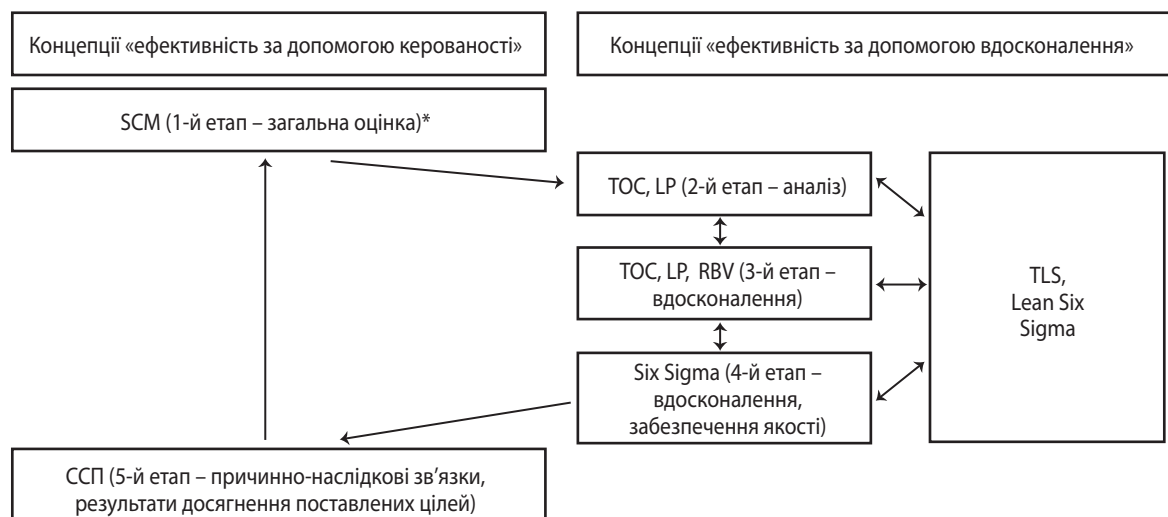 Концепції «ефективність за допомогою керованості»
Концепції «ефективність за допомогою вдосконалення»
SCM (1-й етап – загальна оцінка)*
TOC, LP (2-й етап – аналіз)
TOC, LP, RBV (3-й етап –
вдосконалення)
Six Sigma (4-й етап –
вдосконалення,
забезпечення якості)
TLS,
Lean Six
Sigma
ССП (5-й етап – причинно-наслідкові зв’язки,
результати досягнення поставлених цілей)